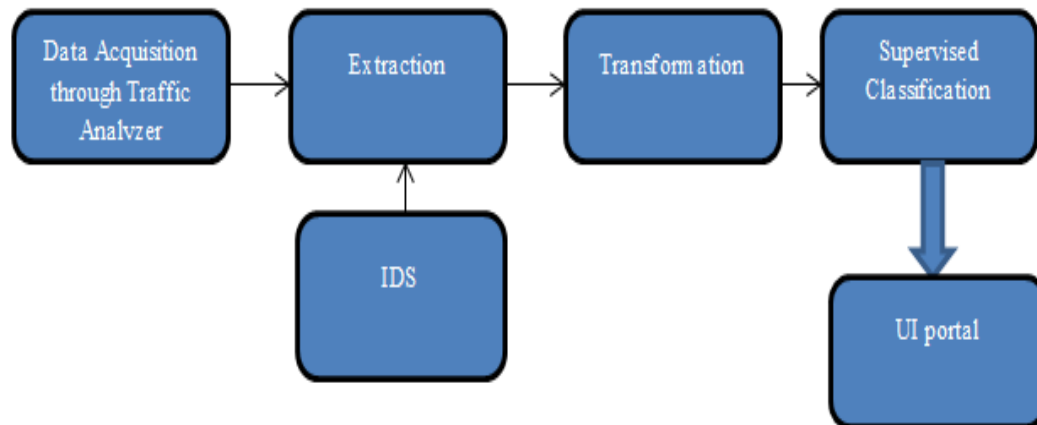 Data Acquisition
through Traffic
Analyzer
Extraction
Transformation
Supervised
Classification
IDS
UI portal